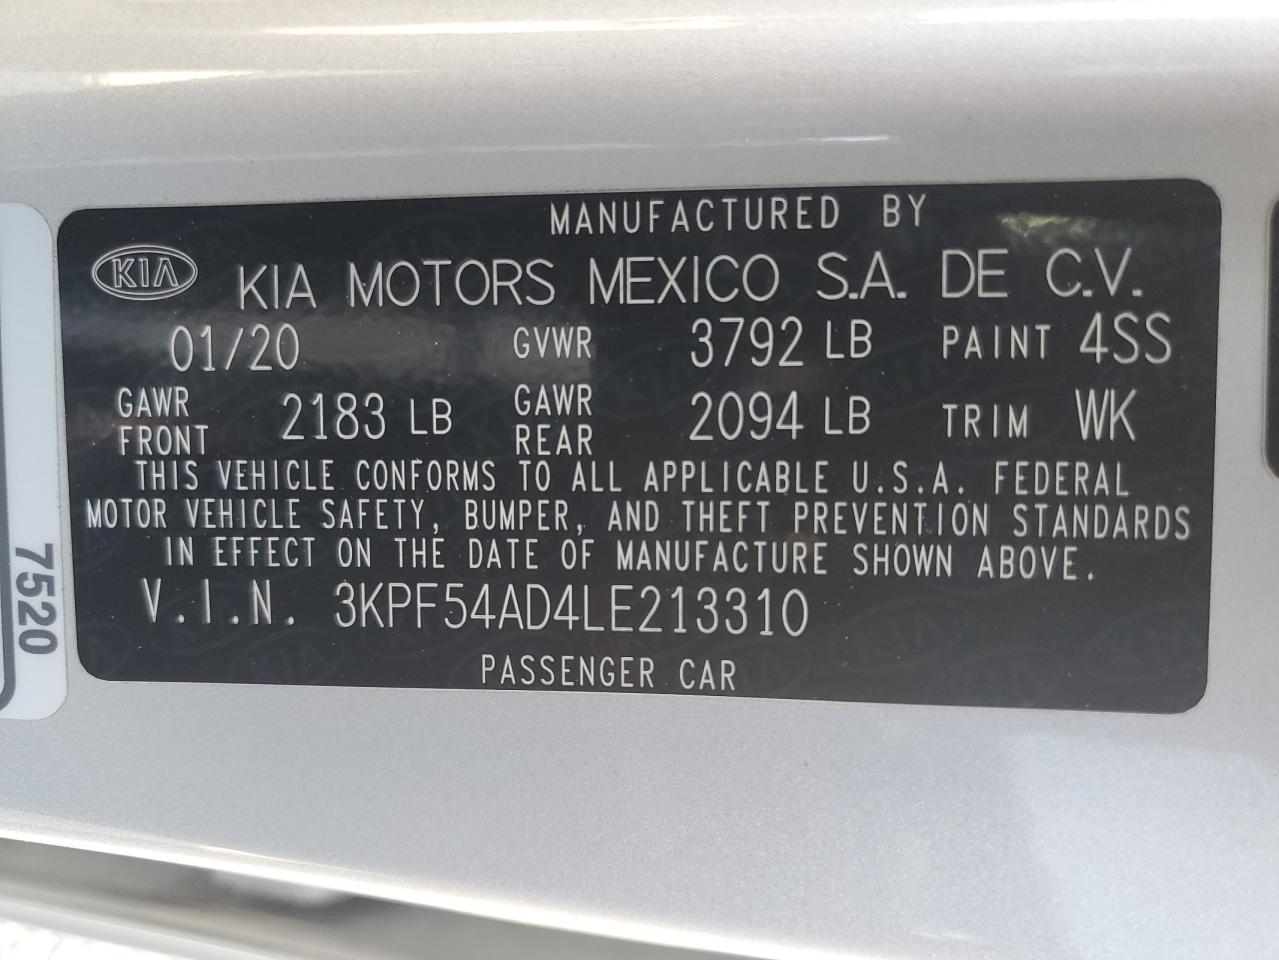 MANUFACTURED BY
KIA KIA MOTORS MEXICO S.A. DE C.V.
01/20 GVWR 3792 LB PAINT 4SS
GAWR FRONT 2183 LB GAWR REAR 2094 LB TRIM WK
THIS VEHICLE CONFORMS TO ALL APPLICABLE U.S.A. FEDERAL
MOTOR VEHICLE SAFETY, BUMPER, AND THEFT PREVENTION STANDARDS
IN EFFECT ON THE DATE OF MANUFACTURE SHOWN ABOVE.
V.I.N. 3KPF54AD4LE213310
PASSENGER CAR
7520